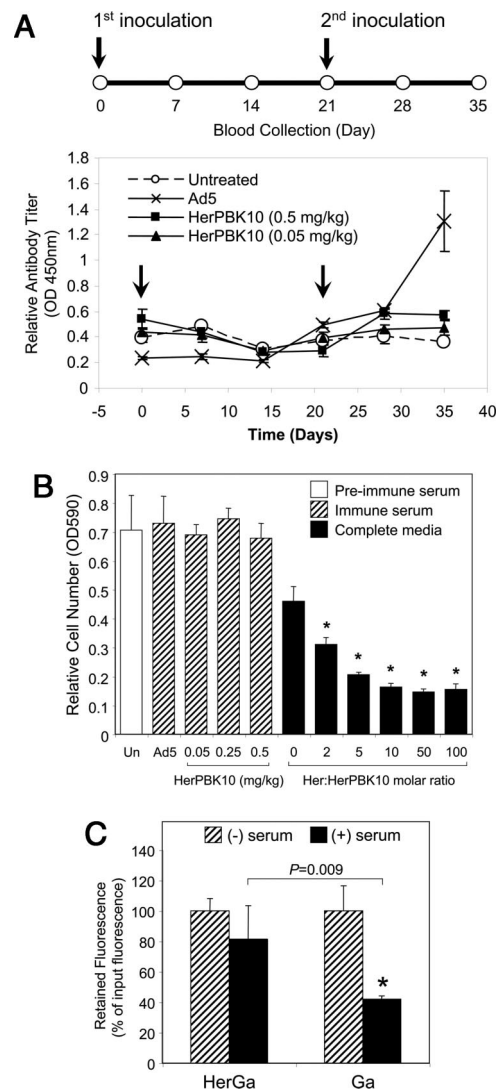 A
1st inoculation 2nd inoculation
0 7 14 21 28 35
Blood Collection (Day)
Relative Antibody Titer
(OD 450nm)
1.8
1.6
1.4
1.2
1
0.8
0.6
0.4
0.2
0
Untreated
Ad5
HerPBK10 (0.5 mg/kg)
HerPBK10 (0.05 mg/kg)
-5 0 5 10 15 20 25 30 35 40
Time (Days)
B
Relative Cell Number (OD590)
0.9
0.8
0.7
0.6
0.5
0.4
0.3
0.2
0.1
0
Pre-immune serum
Immune serum
Complete media
* * * * *
Un Ad5 0.05 0.25 0.5 0 2 5 10 50 100
HerPBK10 (mg/kg) Her:HerPBK10 molar ratio
C
Retained Fluorescence
(% of input fluorescence)
140
120
100
80
60
40
20
0
(-) serum (+) serum
P=0.009
*
HerGa Ga